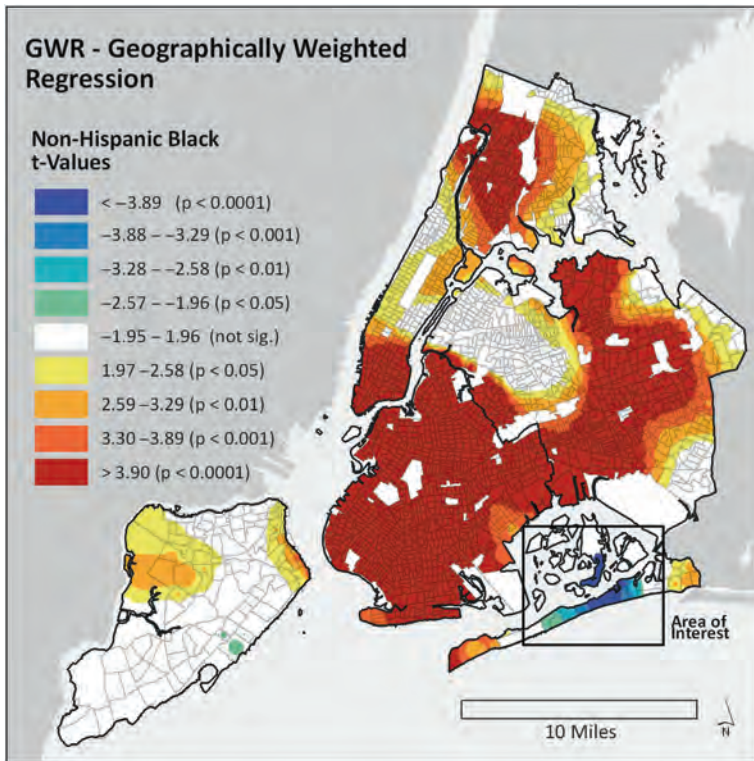 GWR - Geographically Weighted
Regression
Non-Hispanic Black
t-Values
< −3.89 (p < 0.0001)
−3.88 – −3.29 (p < 0.001)
−3.28 – −2.58 (p < 0.01)
−2.57 – −1.96 (p < 0.05)
−1.95 – 1.96 (not sig.)
1.97 –2.58 (p < 0.05)
2.59 –3.29 (p < 0.01)
3.30 –3.89 (p < 0.001)
> 3.90 (p < 0.0001)
Area of
Interest
10 Miles
N